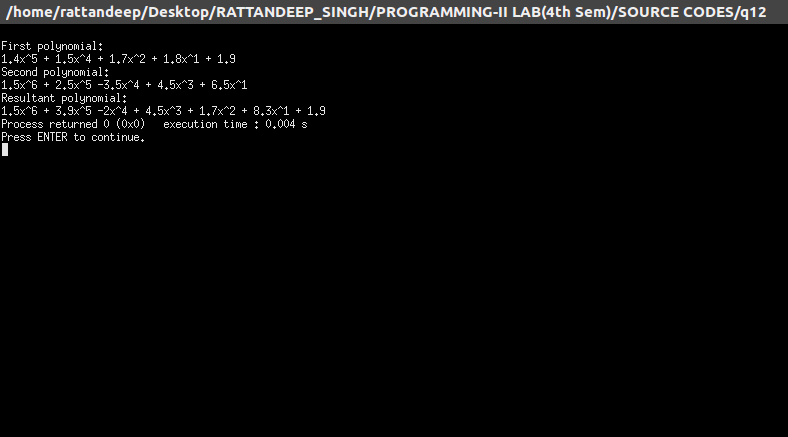 /home/rattandeep/Desktop/RATTANDEEP_SINGH/PROGRAMMING-II LAB(4th Sem)/SOURCE CODES/q12
First polynomial:
1.4x^5 + 1.5x^4 + 1.7x^2 + 1.8x^1 + 1.9
Second polynomial:
1.5x^6 + 2.5x^5 -3.5x^4 + 4.5x^3 + 6.5x^1
Resultant polynomial:
1.5x^6 + 3.9x^5 -2x^4 + 4.5x^3 + 1.7x^2 + 8.3x^1 + 1.9
Process returned 0 (0x0)   execution time : 0.004 s
Press ENTER to continue.